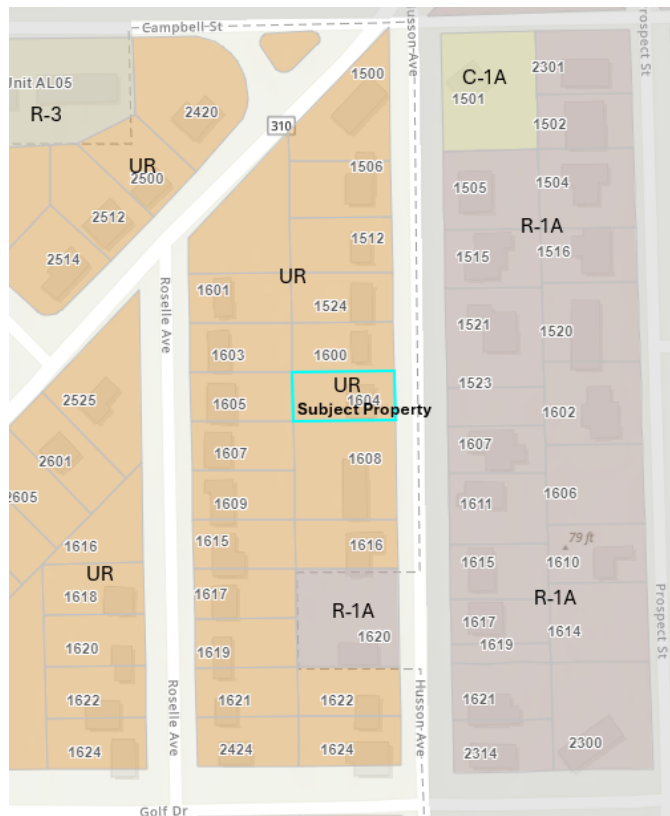 Campbell St
usson Ave
rospect St
Unit AL05
R-3
2420
310
1500
C-1A
1501
2301
1502
UR
2500
2512
2514
1506
1512
1505
1504
R-1A
1515
1516
Roselle Ave
UR
1601
1524
1521
1520
1603
1600
2525
1605
UR
1604
Subject Property
1523
1602
2601
1607
1608
1607
2605
1609
1611
1606
1616
1615
1616
79 ft
1615
1610
UR
1618
1617
R-1A
1620
R-1A
1617
1614
1619
1620
1619
Prospect St
Roselle Ave
Husson Ave
1622
1621
1622
1621
1624
2424
1624
2314
2300
Golf Dr